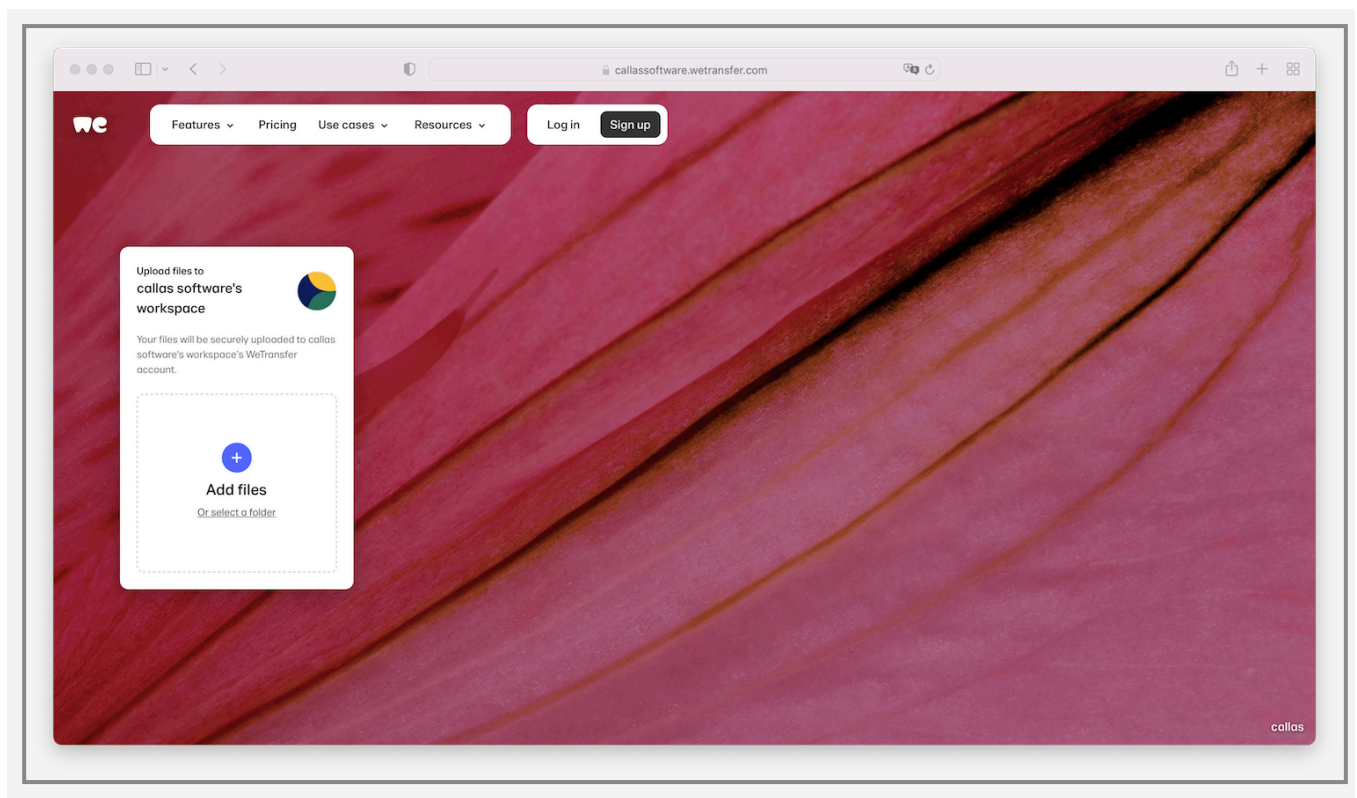 callassoftware.wetransfer.com
we
Features
Pricing
Use cases
Resources
Log in
Sign up
Upload files to
callas software's
workspace
Your files will be securely uploaded to callas
software's workspace's WeTransfer
account.
Add files
Or select a folder
callas